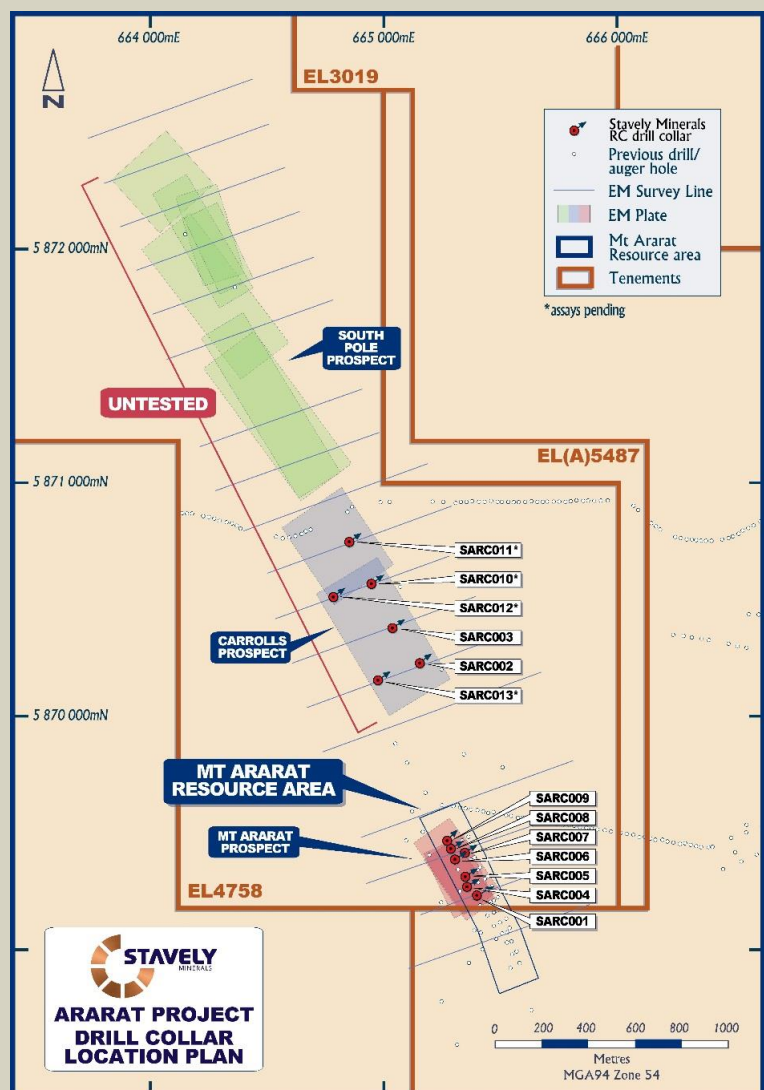 664 000mE
665 000mE
666 000mE
EL3019
N
Stavely Minerals
RC drill collar
Previous drill/
auger hole
EM Survey Line
EM Plate
Mt Ararat
Resource area
Tenements
*assays pending
5 872 000mN
SOUTH
POLE
PROSPECT
UNTESTED
EL(A)5487
5 871 000mN
SARC011*
SARC010*
SARC012*
CARROLLS
PROSPECT
SARC003
SARC002
SARC013*
5 870 000mN
MT ARARAT
RESOURCE AREA
SARC009
SARC008
MT ARARAT
PROSPECT
SARC007
SARC006
SARC005
EL4758
SARC004
SARC001
STAVELY
MINERALS
ARARAT PROJECT
DRILL COLLAR
LOCATION PLAN
0 200 400 600 800 1000
Metres
MGA94 Zone 54